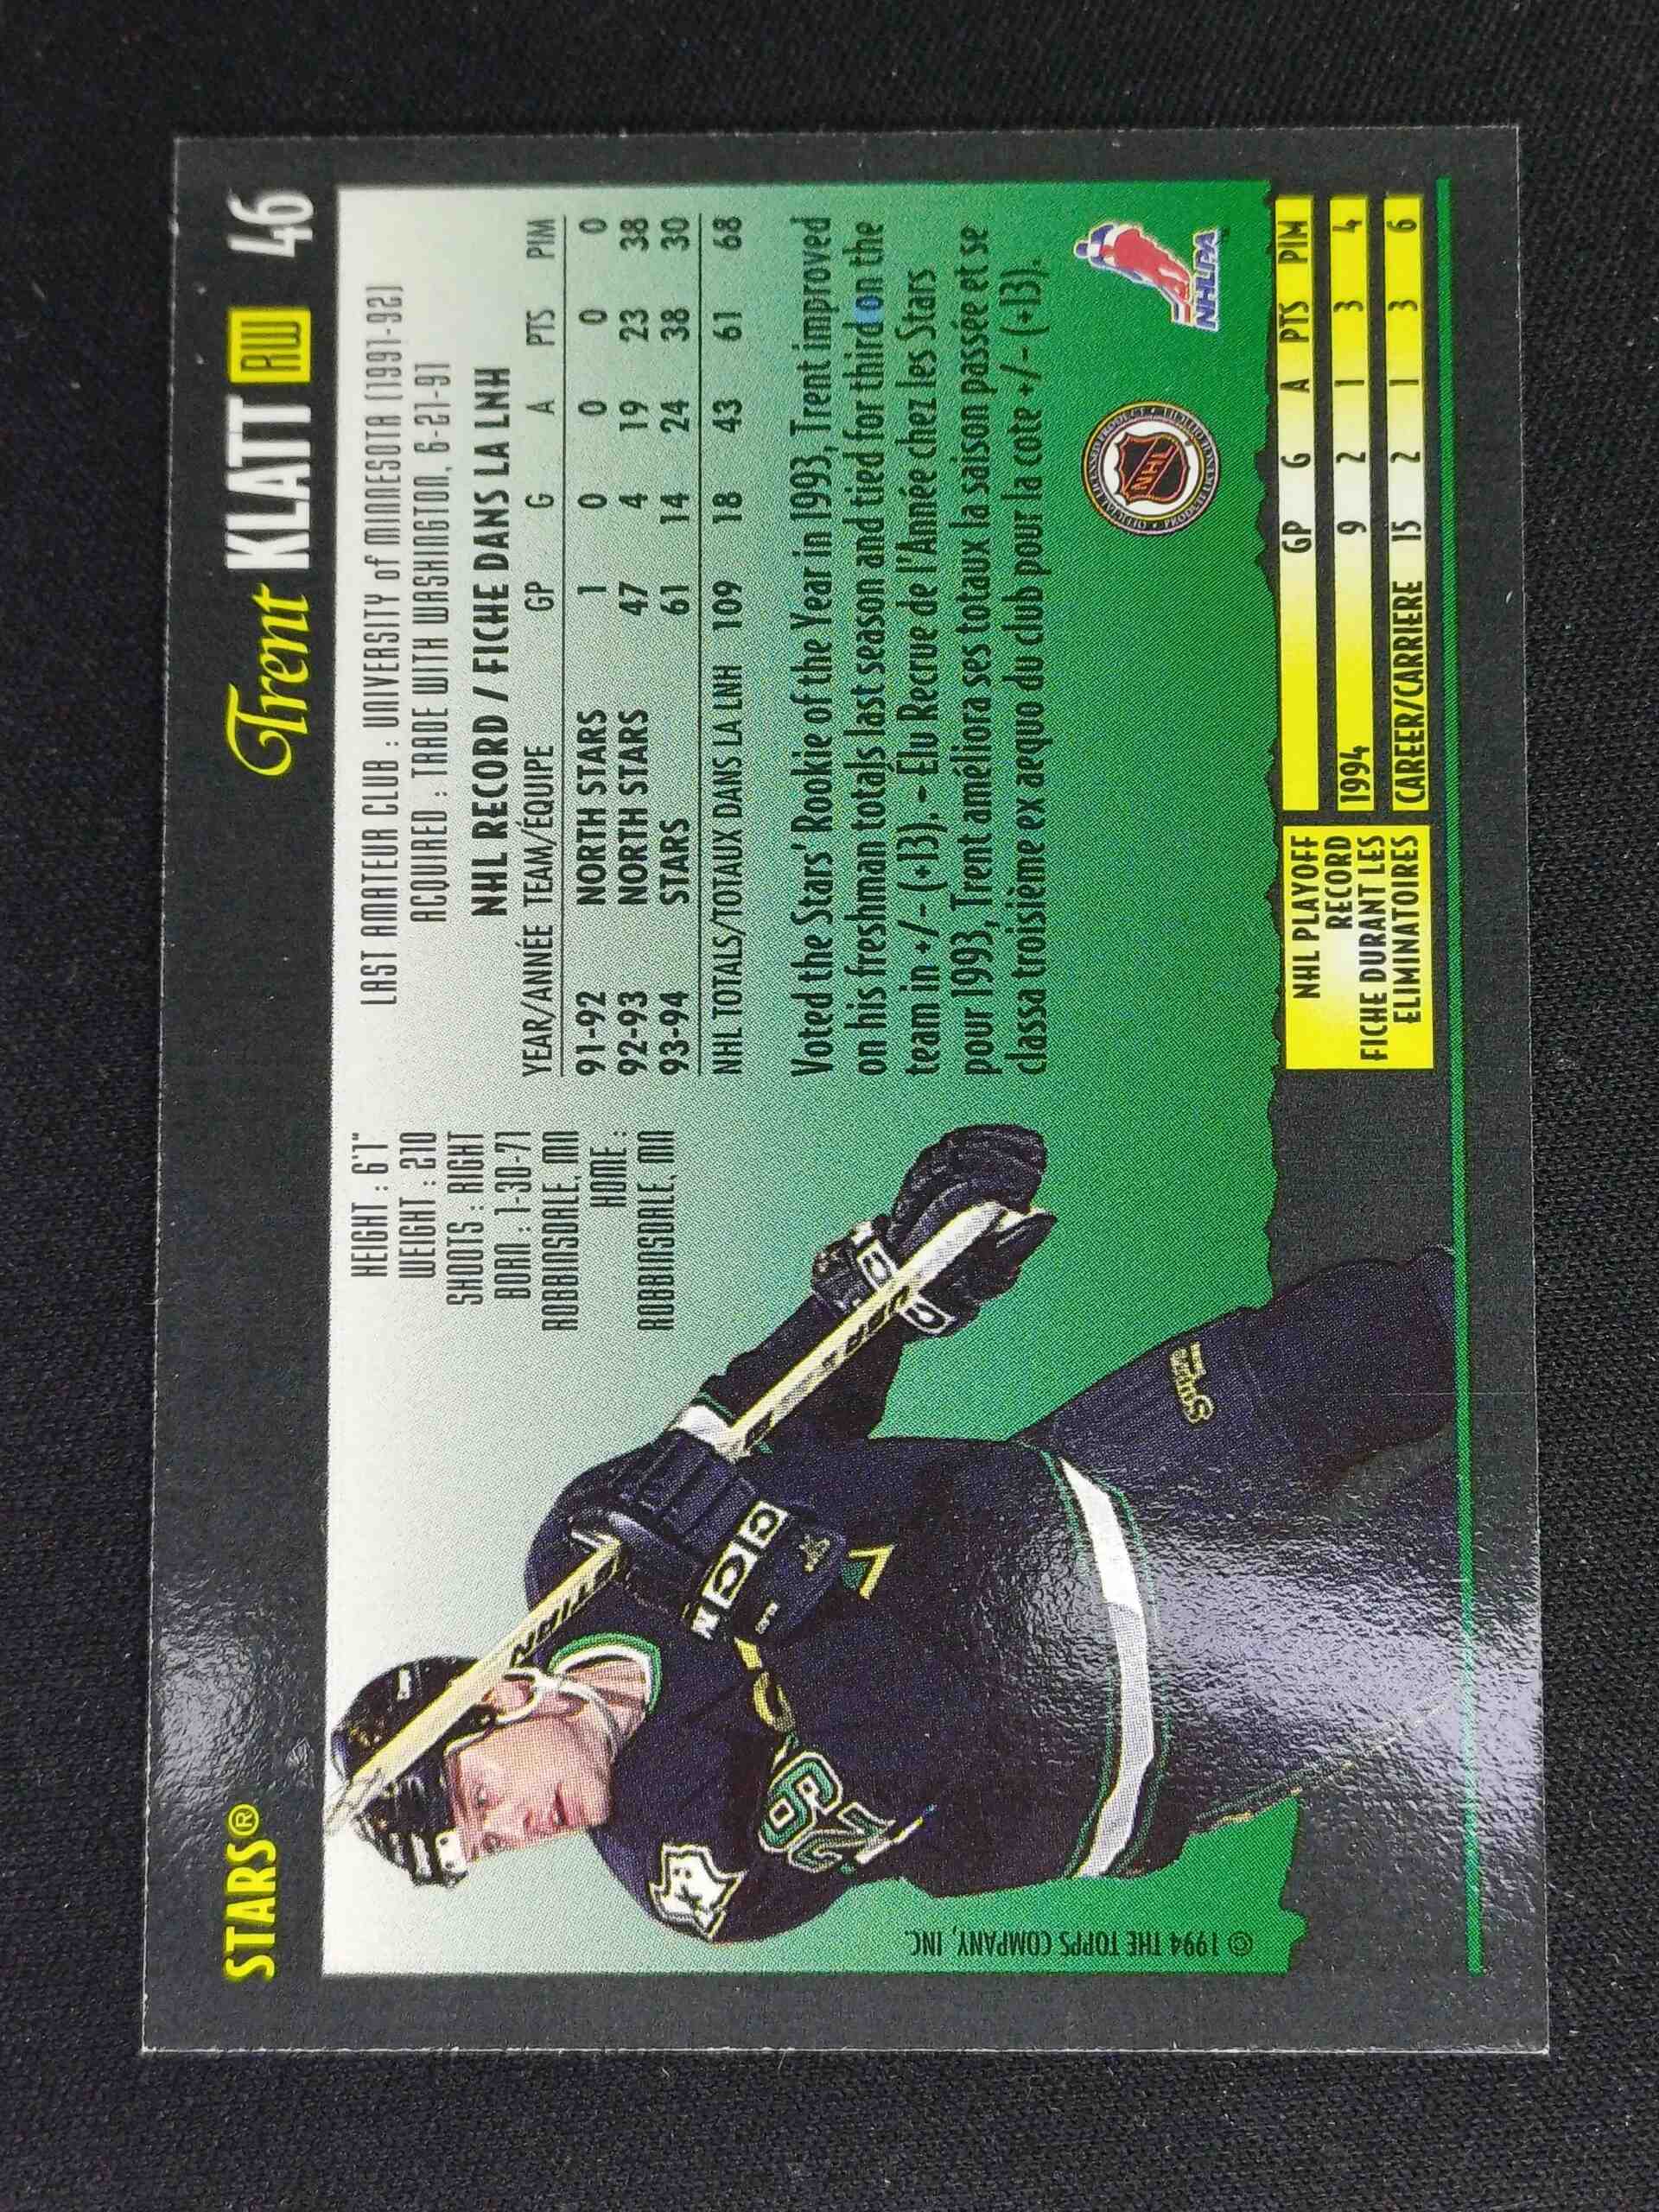 STARS®
Trent KLATT RW 46
HEIGHT : 6'1"
WEIGHT : 210
SHOOTS : RIGHT
BORN : 1-30-71
ROBBINSDALE, MN
HOME :
ROBBINSDALE, MN
LAST AMATEUR CLUB : UNIVERSITY of MINNESOTA (1991-92)
ACQUIRED : TRADE WITH WASHINGTON, 6-21-91
NHL RECORD / FICHE DANS LA LNH
YEAR/ANNÉE TEAM/ÉQUIPE GP G A PTS PIM
91-92 NORTH STARS 1 0 0 0 0
92-93 NORTH STARS 47 4 19 23 38
93-94 STARS 61 14 24 38 30
NHL TOTALS/TOTAUX DANS LA LNH 109 18 43 61 68
Voted the Stars' Rookie of the Year in 1993, Trent improved
on his freshman totals last season and tied for third on the
team in +/- (+13). - Élu Recrue de l'Année chez les Stars
pour 1993, Trent améliora ses totaux la saison passée et se
classa troisième ex aequo du club pour la cote +/- (+13).
NHL
NHLPA
© 1994 THE TOPPS COMPANY, INC.
NHL PLAYOFF
RECORD
FICHE DURANT LES
ELIMINATOIRES
GP G A PTS PIM
1994 9 2 1 3 4
CAREER/CARRIERE 15 2 1 3 6
CCM
29